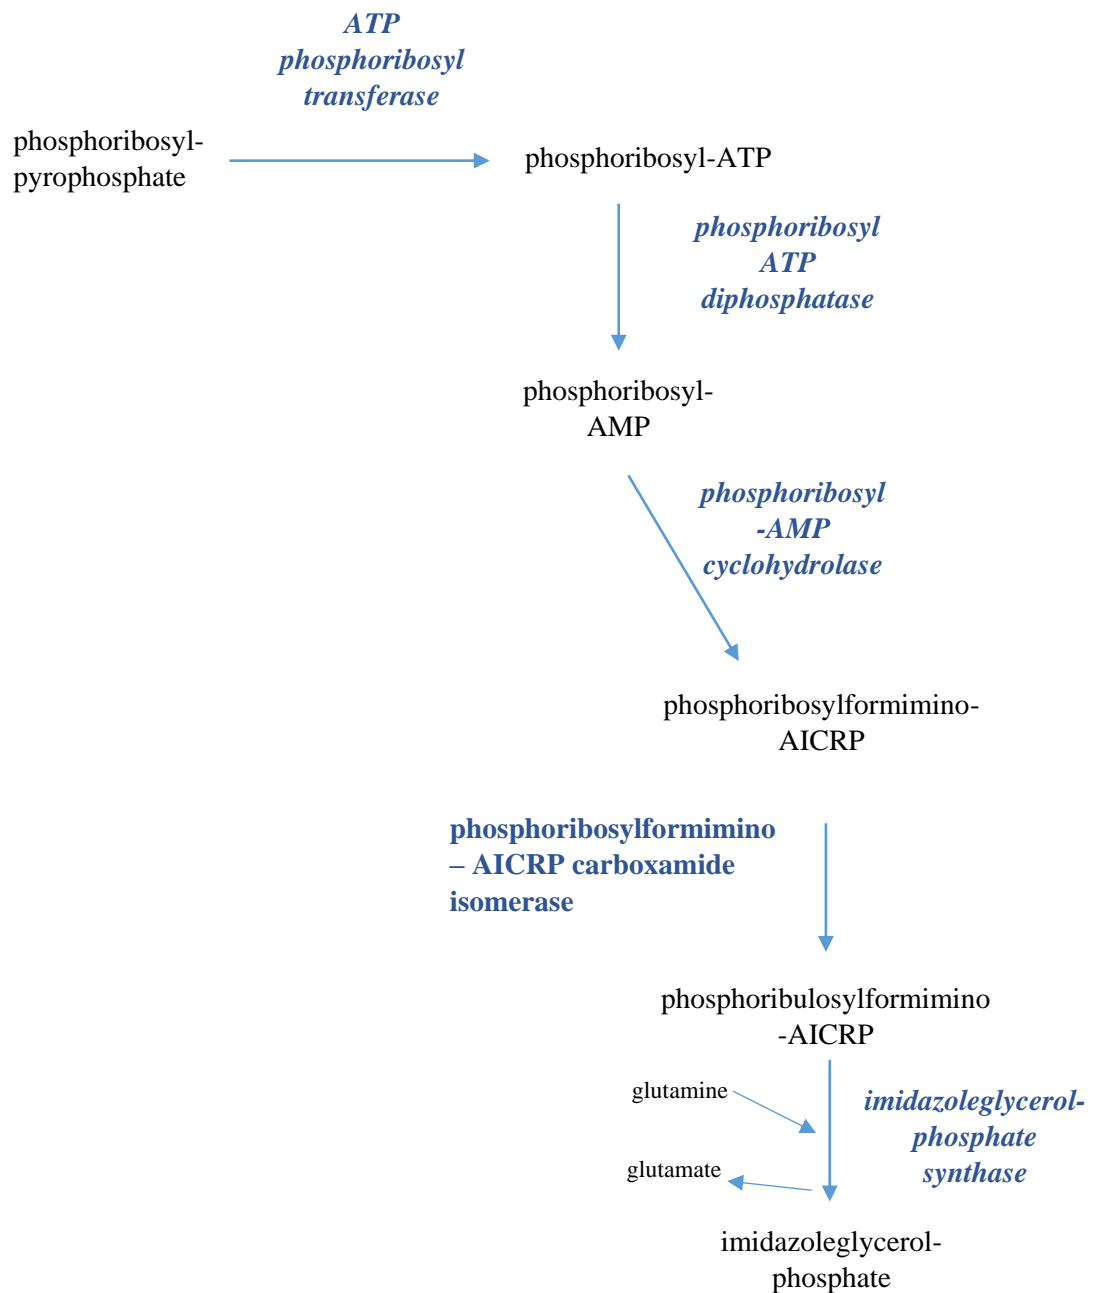 ATP
phosphoribosyl
transferase
phosphoribosyl-
pyrophosphate
phosphoribosyl-ATP
phosphoribosyl
ATP
diphosphatase
phosphoribosyl-
AMP
phosphoribosyl
-AMP
cyclohydrolase
phosphoribosylformimino-
AICRP
phosphoribosylformimino
– AICRP carboxamide
isomerase
phosphoribulosylformimino
-AICRP
glutamine
imidazoleglycerol-
phosphate
synthase
glutamate
imidazoleglycerol-
phosphate